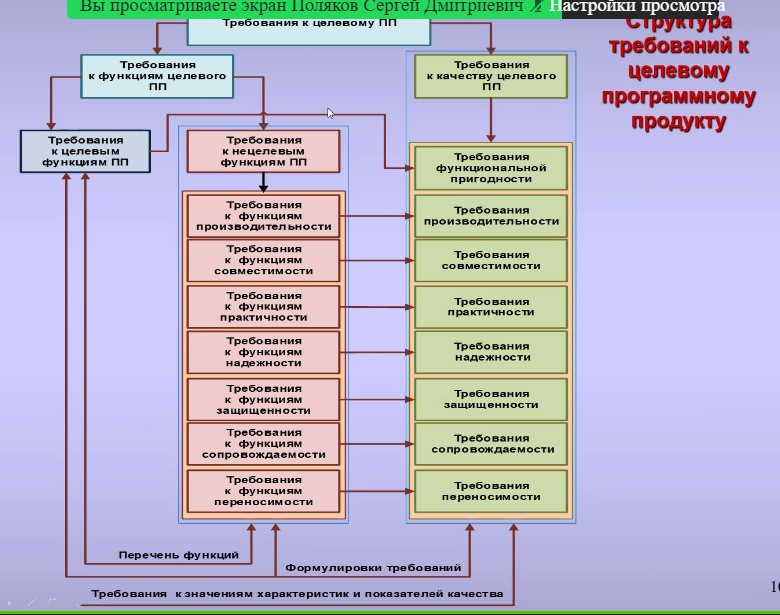 Вы просматриваете экран Поляков Сергей Дмитриевич
Настройки просмотра
Требования к целевому ПП
Структура
требований к
целевому
программному
продукту
Требования
к функциям целевого
ПП
Требования
к качеству целевого
ПП
Требования
к целевым
функциям ПП
Требования
к нецелевым
функциям ПП
Требования
функциональной
пригодности
Требования
к функциям
производительности
Требования
производительности
Требования
к функциям
совместимости
Требования
совместимости
Требования
к функциям
практичности
Требования
практичности
Требования
к функциям
надежности
Требования
надежности
Требования
к функциям
защищенности
Требования
защищенности
Требования
к функциям
сопровождаемости
Требования
сопровождаемости
Требования
к функциям
переносимости
Требования
переносимости
Перечень функций
Формулировки требований
Требования к значениям характеристик и показателей качества